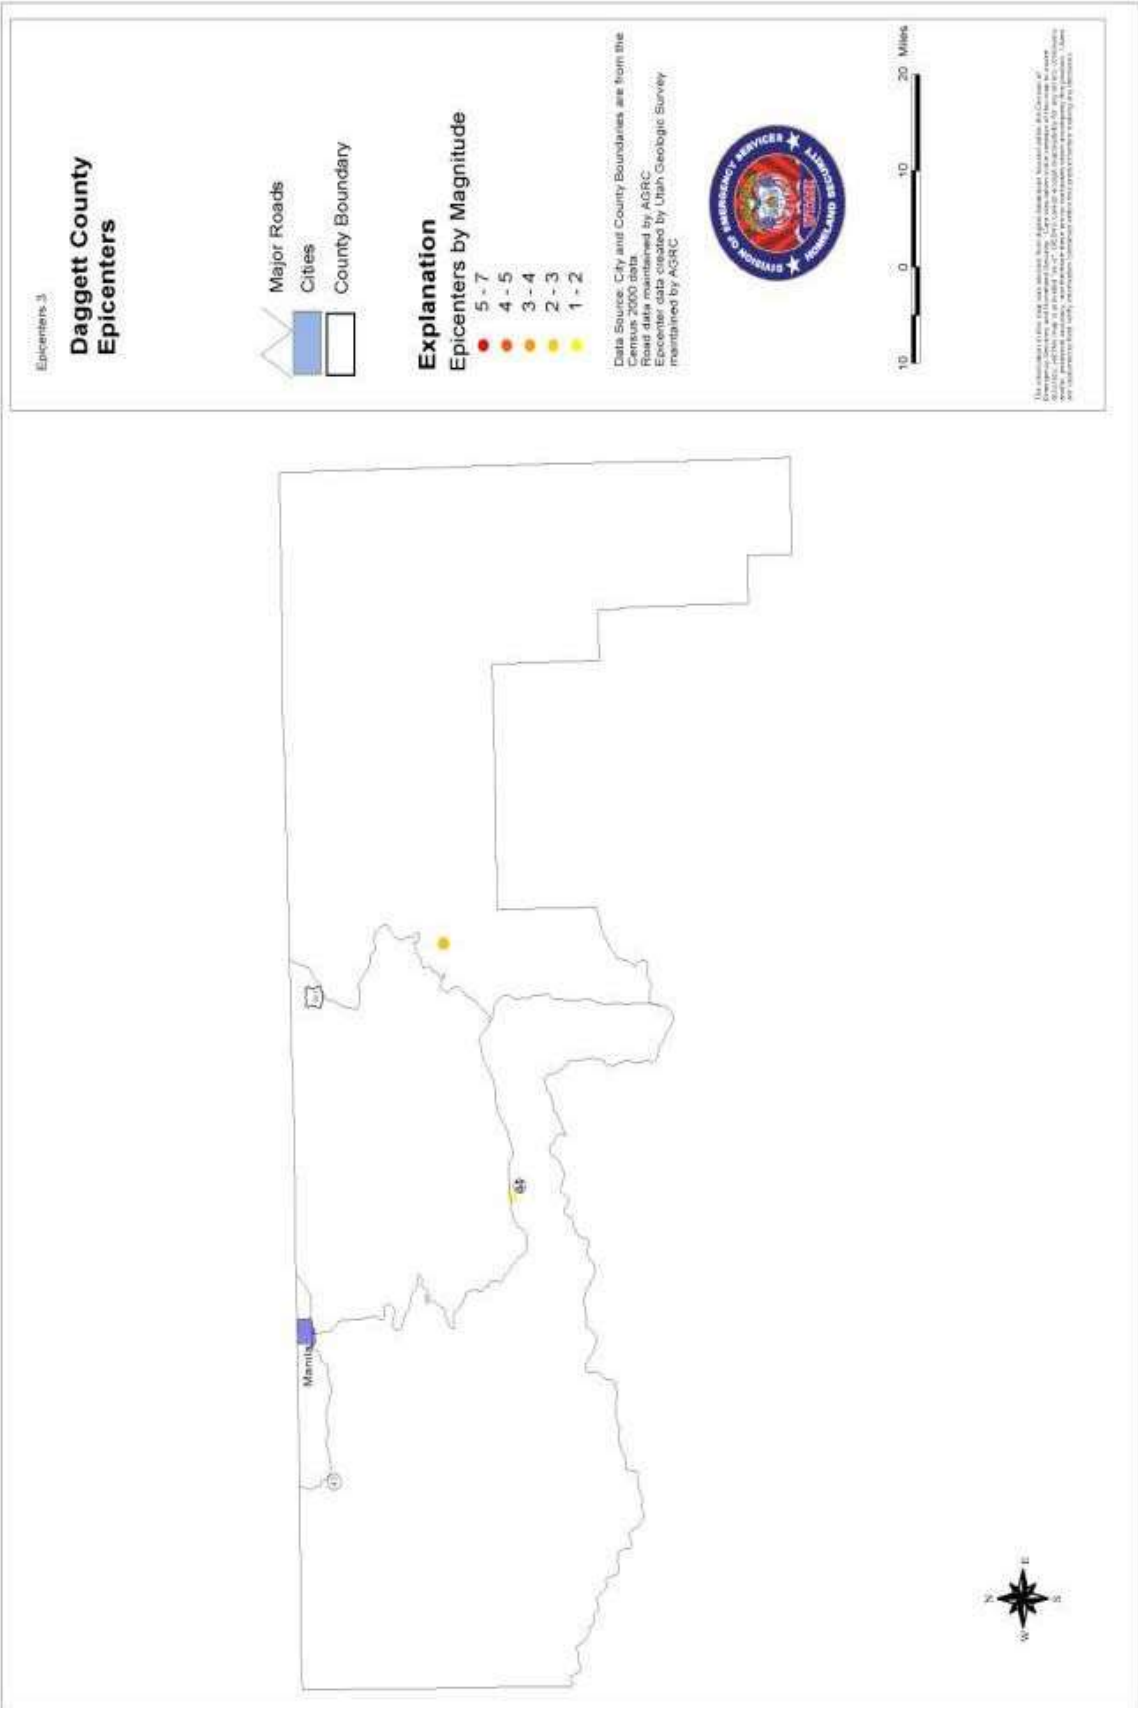 Epicenters 3
Daggett County
Epicenters
Major Roads
Cities
County Boundary
Explanation
Epicenters by Magnitude
5 - 7
4 - 5
3 - 4
2 - 3
1 - 2
Data Source: City and County Boundaries are from the
Census 2000 data.
Road data maintained by AGRC
Epicenter data created by Utah Geologic Survey
maintained by AGRC
DIVISION OF EMERGENCY SERVICES
HOMELAND SECURITY
10 0 10 20 Miles
Manila
44
N
W E
S